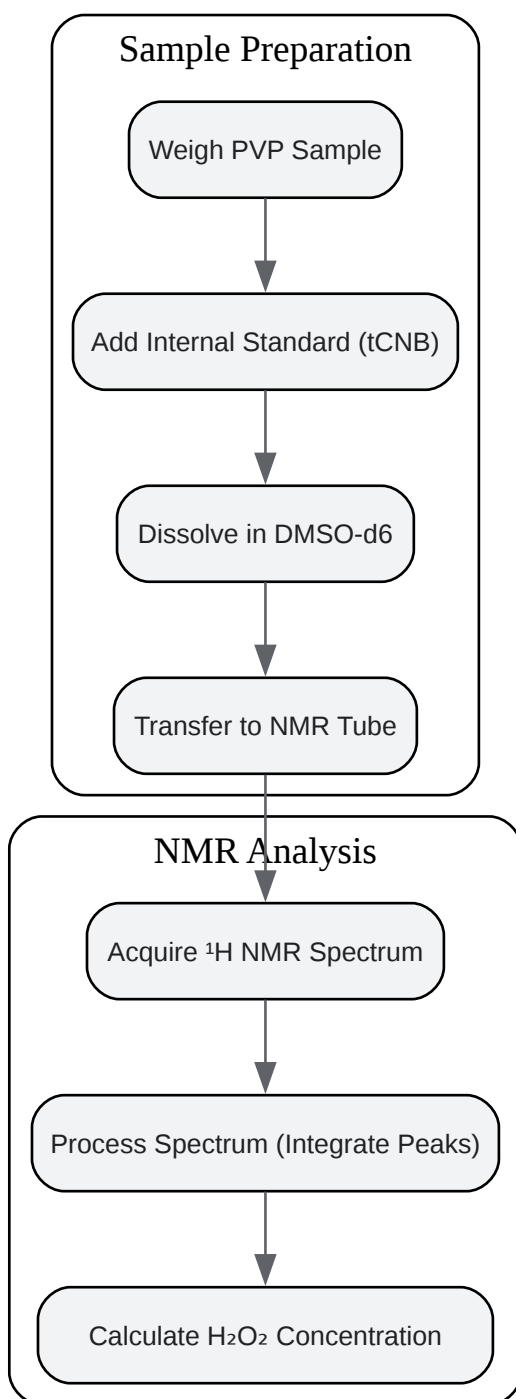 Sample Preparation
Weigh PVP Sample
Add Internal Standard (tCNB)
Dissolve in DMSO-d6
Transfer to NMR Tube
NMR Analysis
Acquire ¹H NMR Spectrum
Process Spectrum (Integrate Peaks)
Calculate H₂O₂ Concentration